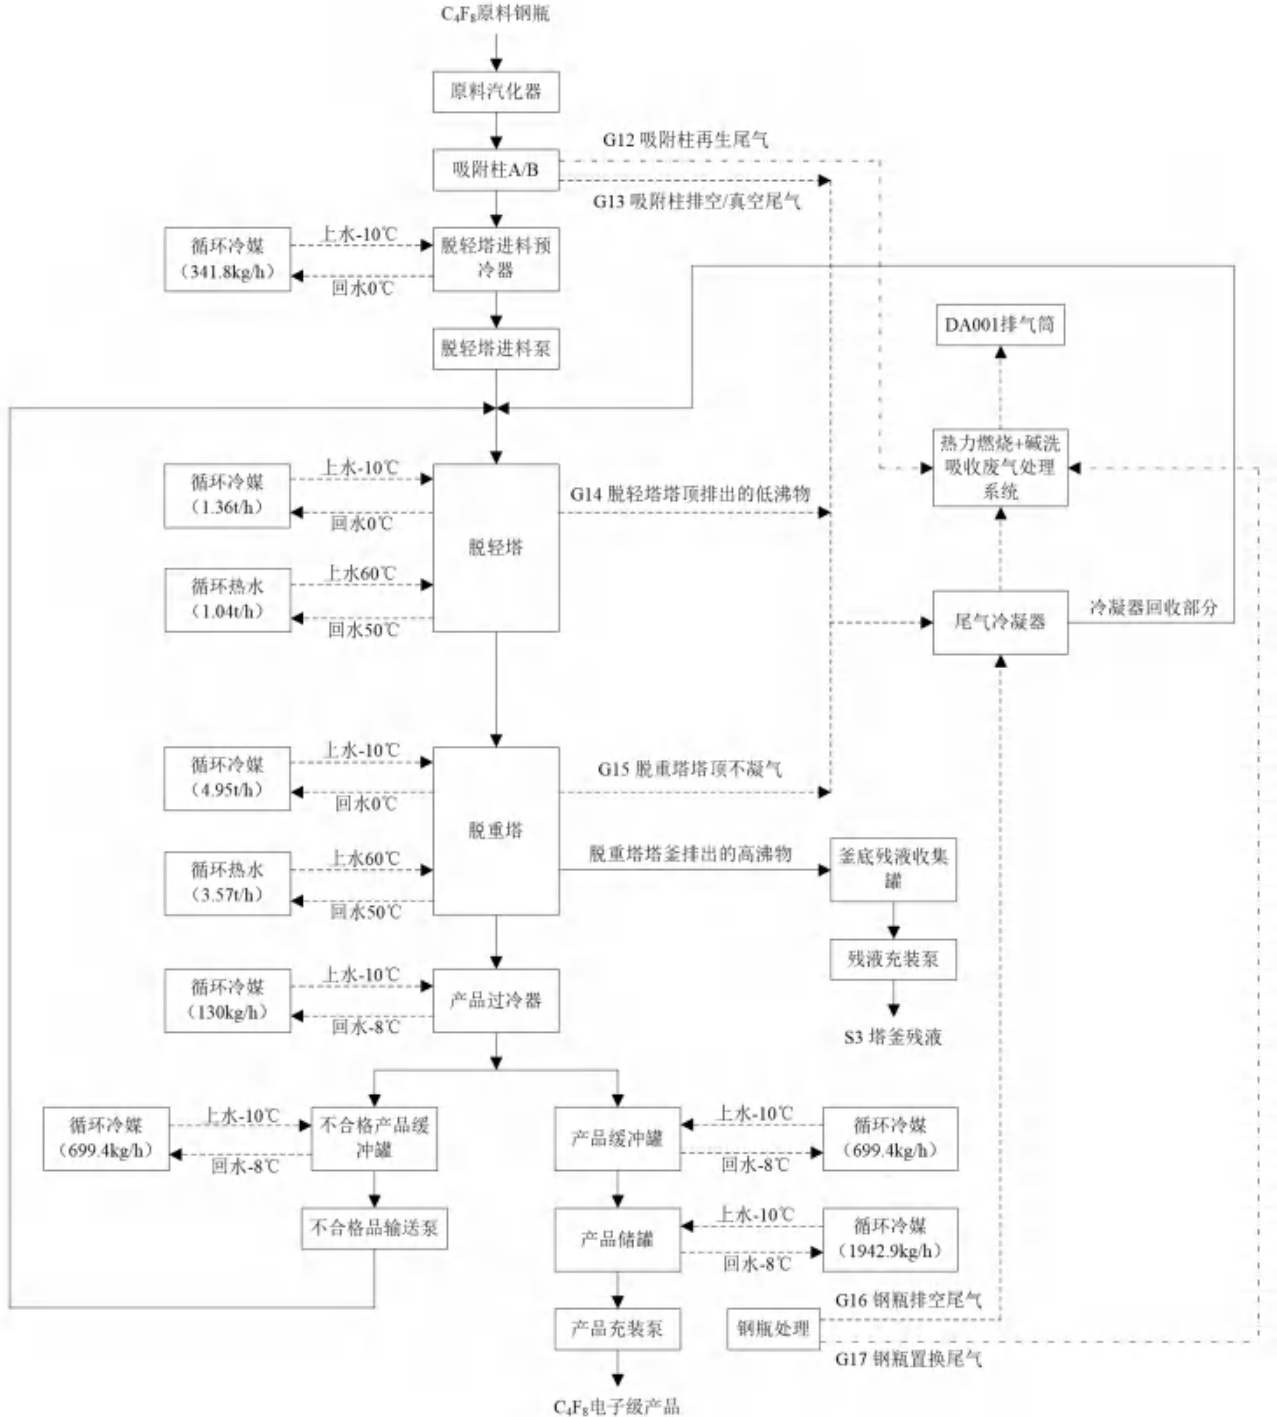 C₄F₈原料钢瓶
原料汽化器
G12 吸附柱再生尾气
吸附柱A/B
G13 吸附柱排空/真空尾气
循环冷媒
（341.8kg/h）
上水-10℃
回水0℃
脱轻塔进料预
冷器
DA001排气筒
脱轻塔进料泵
热力燃烧+碱洗
吸收废气处理
系统
循环冷媒
（1.36t/h）
上水-10℃
回水0℃
G14 脱轻塔塔顶排出的低沸物
脱轻塔
循环热水
（1.04t/h）
上水60℃
回水50℃
尾气冷凝器
冷凝器回收部分
循环冷媒
（4.95t/h）
上水-10℃
回水0℃
G15 脱重塔塔顶不凝气
脱重塔
循环热水
（3.57t/h）
上水60℃
回水50℃
脱重塔塔釜排出的高沸物
釜底残液收集
罐
残液充装泵
S3 塔釜残液
循环冷媒
（130kg/h）
上水-10℃
回水-8℃
产品过冷器
循环冷媒
（699.4kg/h）
上水-10℃
回水-8℃
不合格产品缓
冲罐
产品缓冲罐
上水-10℃
回水-8℃
循环冷媒
（699.4kg/h）
不合格品输送泵
产品储罐
上水-10℃
回水-8℃
循环冷媒
（1942.9kg/h）
G16 钢瓶排空尾气
产品充装泵
钢瓶处理
G17 钢瓶置换尾气
C₄F₈电子级产品